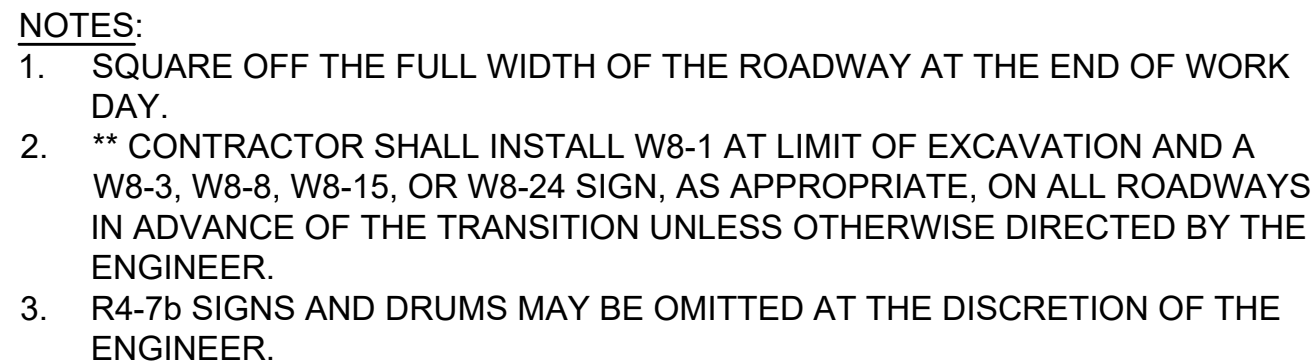 NOTES:
1. SQUARE OFF THE FULL WIDTH OF THE ROADWAY AT THE END OF WORK
DAY.
2. ** CONTRACTOR SHALL INSTALL W8-1 AT LIMIT OF EXCAVATION AND A
W8-3, W8-8, W8-15, OR W8-24 SIGN, AS APPROPRIATE, ON ALL ROADWAYS
IN ADVANCE OF THE TRANSITION UNLESS OTHERWISE DIRECTED BY THE
ENGINEER.
3. R4-7b SIGNS AND DRUMS MAY BE OMITTED AT THE DISCRETION OF THE
ENGINEER.